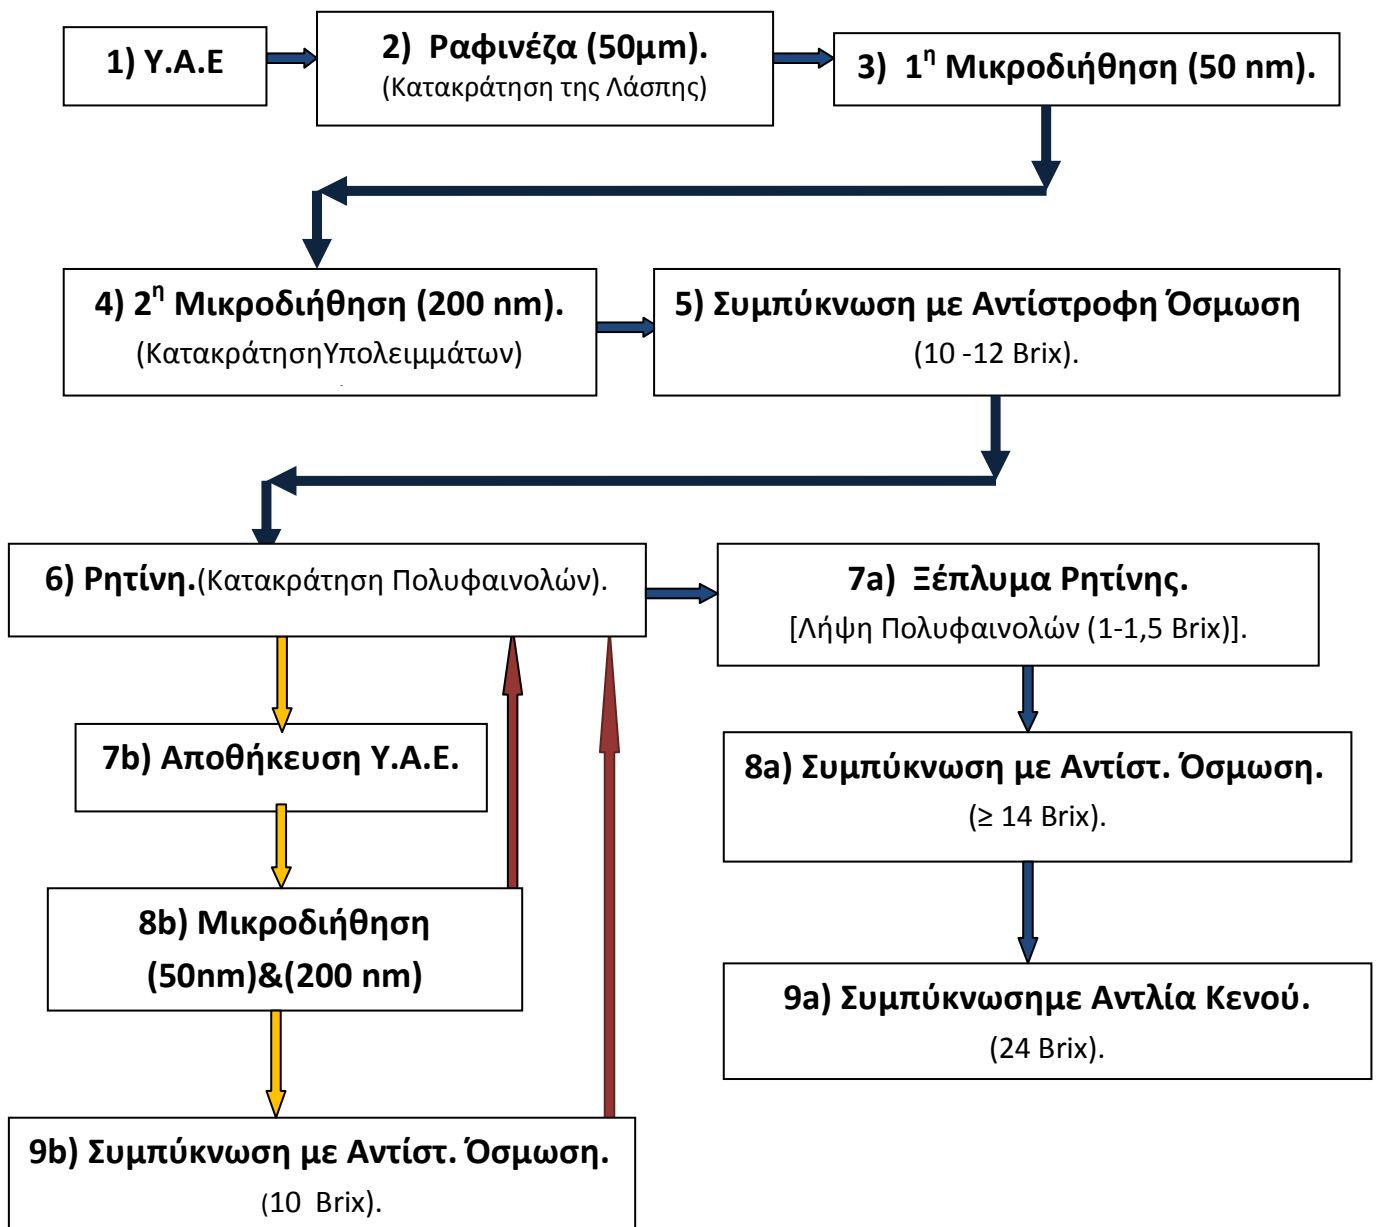 1) Υ.Α.Ε
2) Ραφινέζα (50μm).
(Κατακράτηση της Λάσπης)
3) 1η Μικροδιήθηση (50 nm).
4) 2η Μικροδιήθηση (200 nm).
(ΚατακράτησηΥπολειμμάτων)
5) Συμπύκνωση με Αντίστροφη Όσμωση
(10 -12 Brix).
6) Ρητίνη.(Κατακράτηση Πολυφαινολών).
7a) Ξέπλυμα Ρητίνης.
[Λήψη Πολυφαινολών (1-1,5 Brix)].
7b) Αποθήκευση Υ.Α.Ε.
8a) Συμπύκνωση με Αντίστ. Όσμωση.
(≥ 14 Brix).
8b) Μικροδιήθηση
(50nm)&(200 nm)
9a) Συμπύκνωσημε Αντλία Κενού.
(24 Brix).
9b) Συμπύκνωση με Αντίστ. Όσμωση.
(10 Brix).